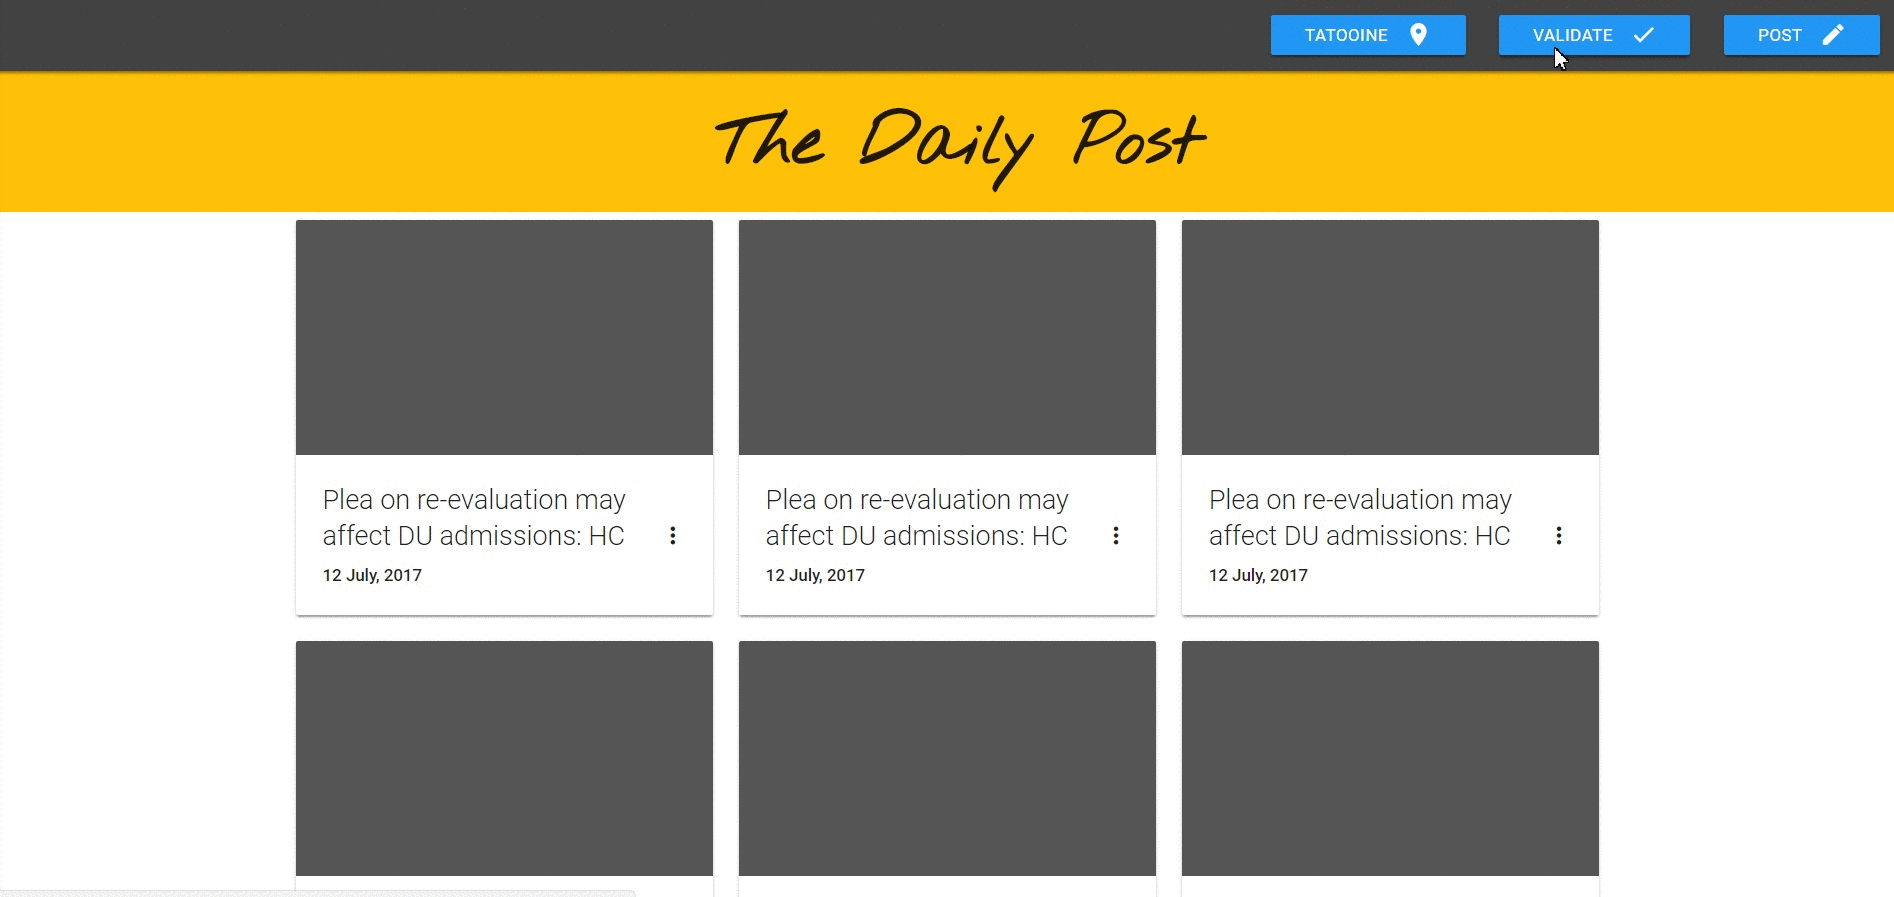 TATOOINE
VALIDATE
POST
The Daily Post
Plea on re-evaluation may
affect DU admissions: HC
12 July, 2017
Plea on re-evaluation may
affect DU admissions: HC
12 July, 2017
Plea on re-evaluation may
affect DU admissions: HC
12 July, 2017